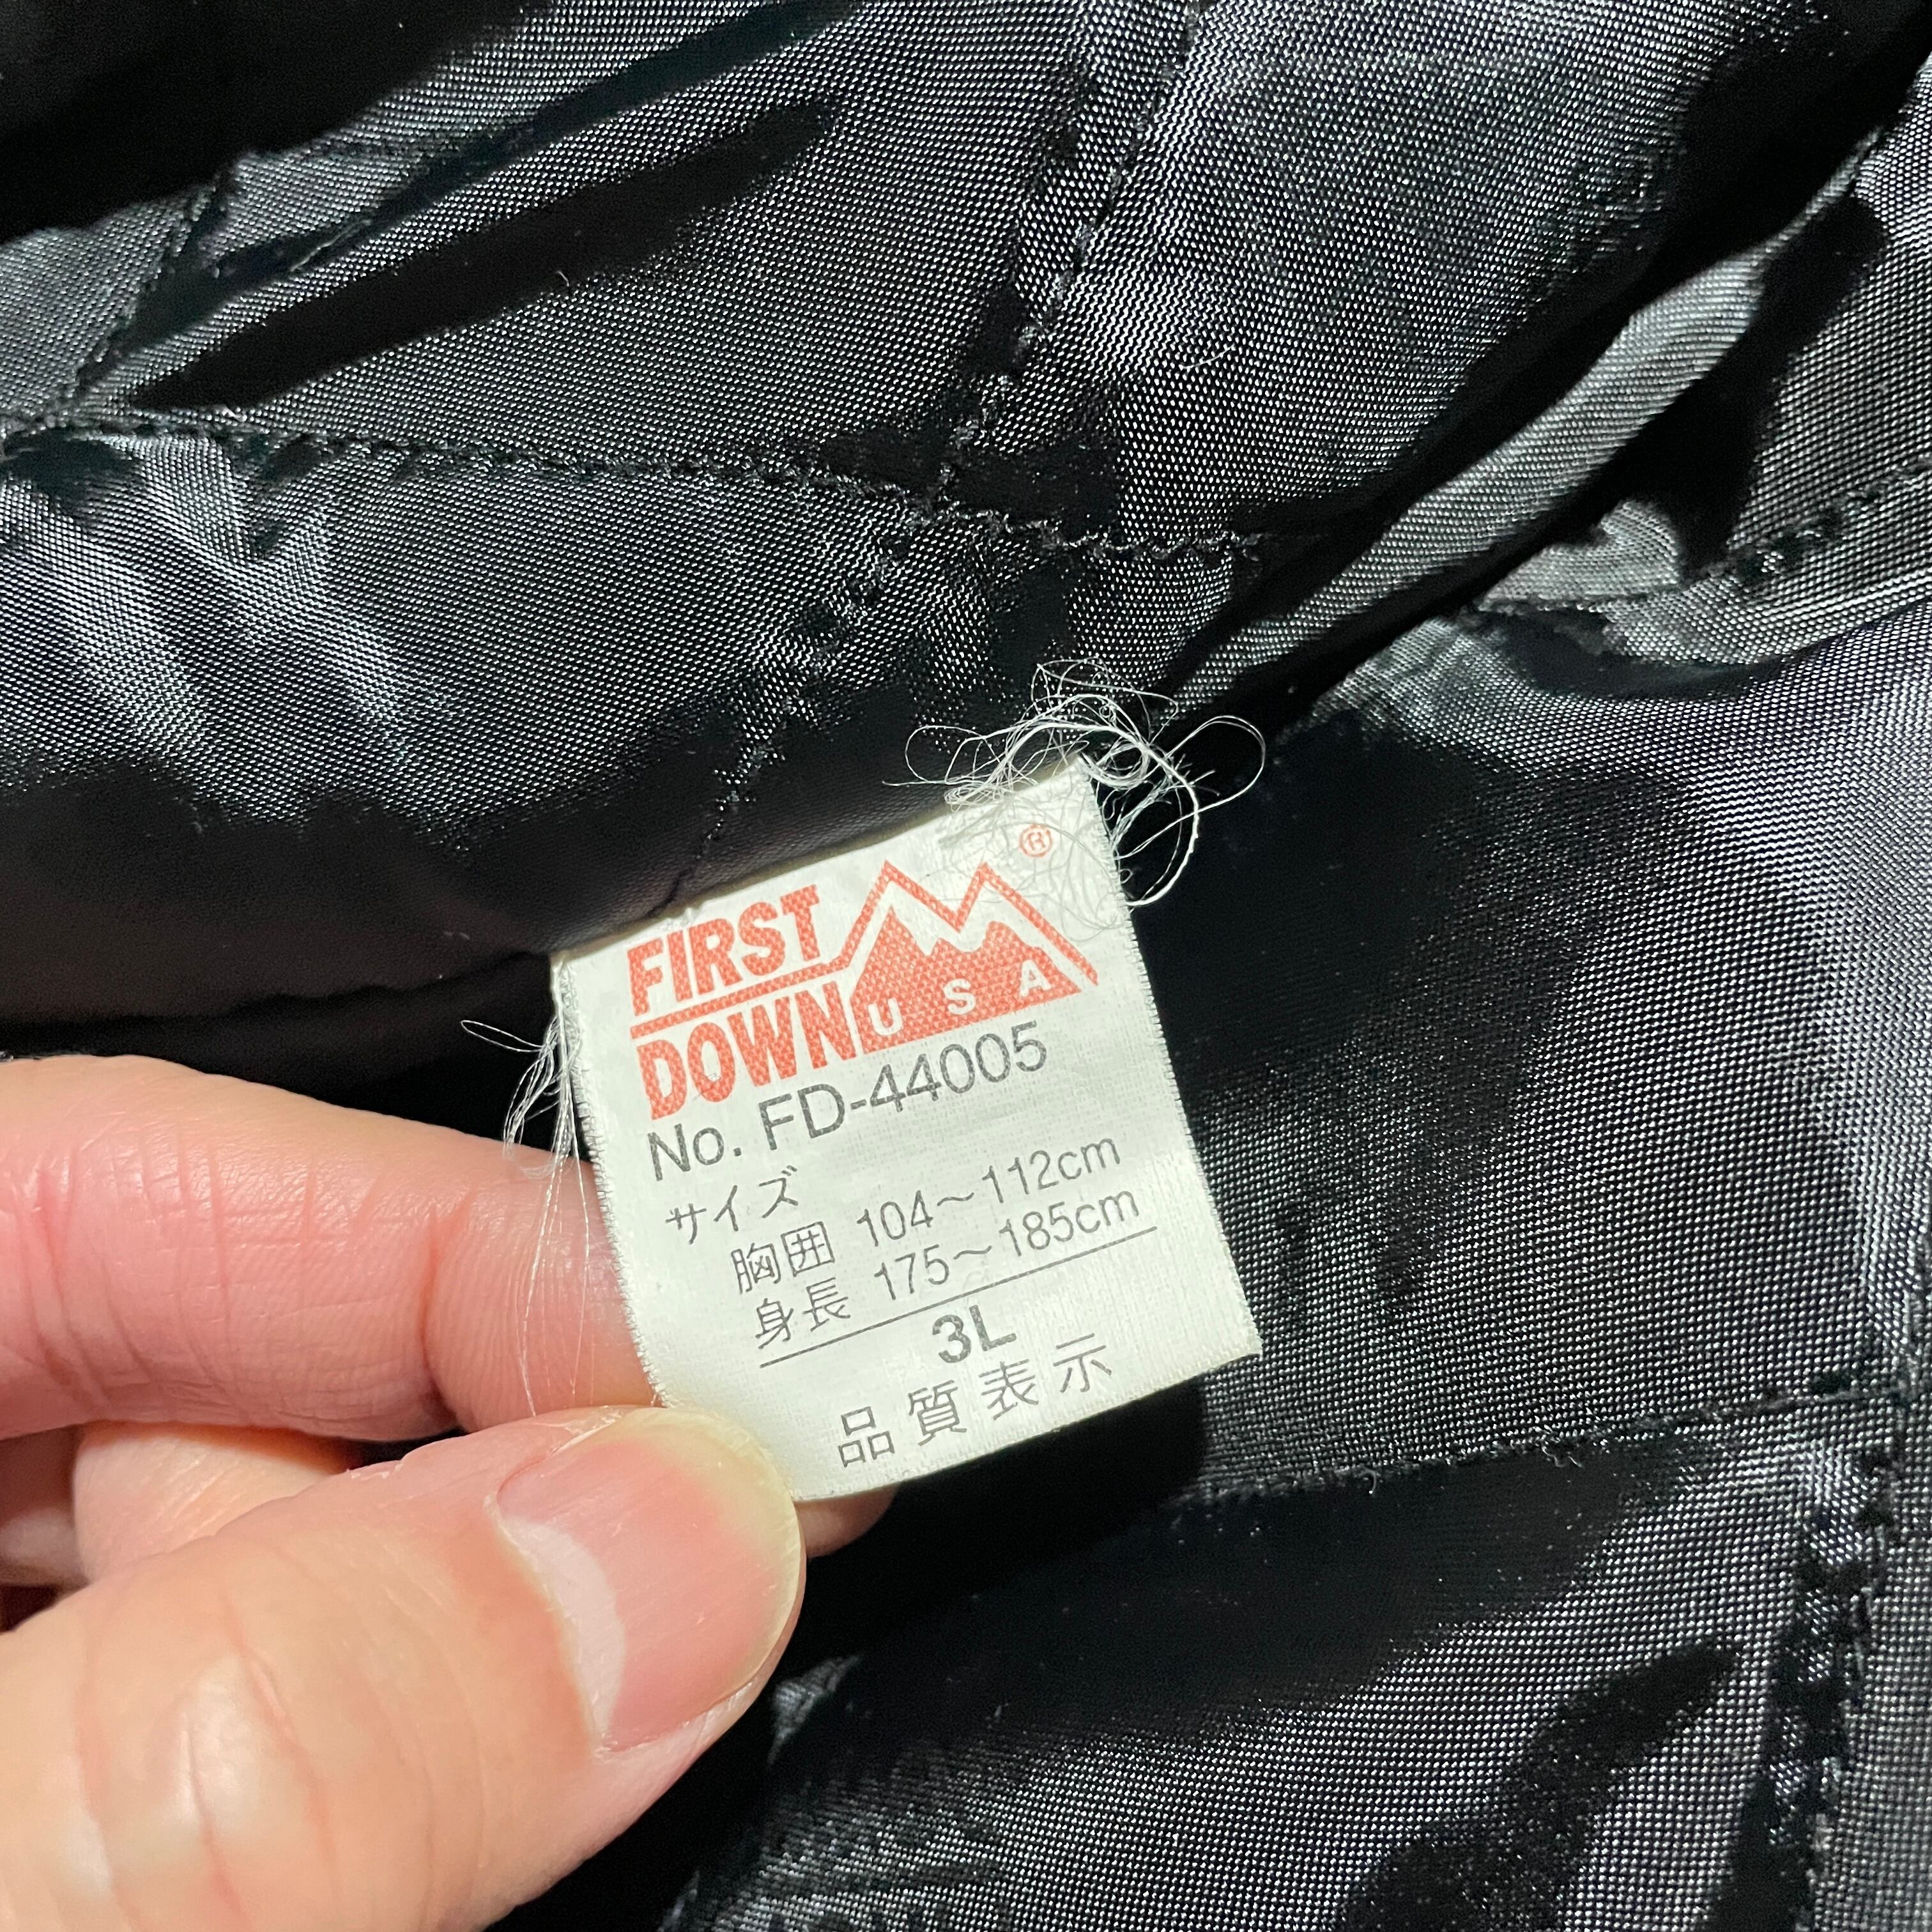 FIRST
DOWN USA ®
No. FD-44005
サイズ
胸囲 104～112cm
身長 175～185cm
3L
品質表示